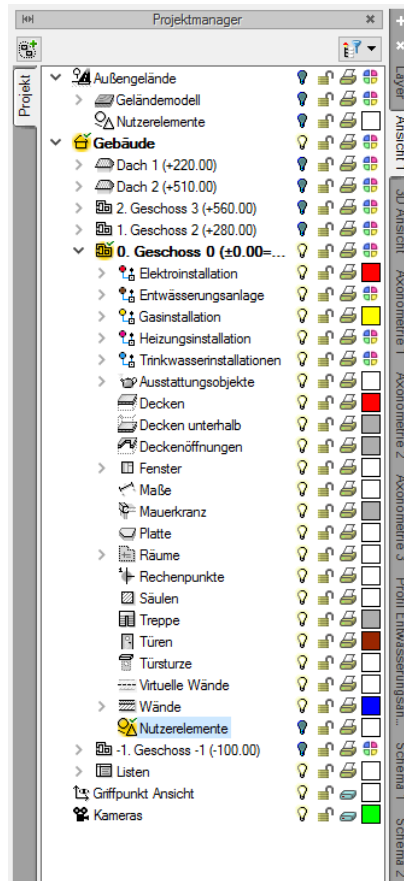 Projektmanager
Projekt
Außengelände
Geländemodell
Nutzerelemente
Gebäude
Dach 1 (+220.00)
Dach 2 (+510.00)
2. Geschoss 3 (+560.00)
1. Geschoss 2 (+280.00)
0. Geschoss 0 (±0.00=...
Elektroinstallation
Entwässerungsanlage
Gasinstallation
Heizungsinstallation
Trinkwasserinstallationen
Ausstattungsobjekte
Decken
Decken unterhalb
Deckenöffnungen
Fenster
Maße
Mauerkranz
Platte
Räume
Rechenpunkte
Säulen
Treppe
Türen
Türsturze
Virtuelle Wände
Wände
Nutzerelemente
-1. Geschoss -1 (-100.00)
Listen
Griffpunkt Ansicht
Kameras
Layer
Ansicht 1
3D Ansicht
Axonometrie 1
Axonometrie 2
Axonometrie 3
Profil Entwässerungsan...
Schema 1
Schema 2